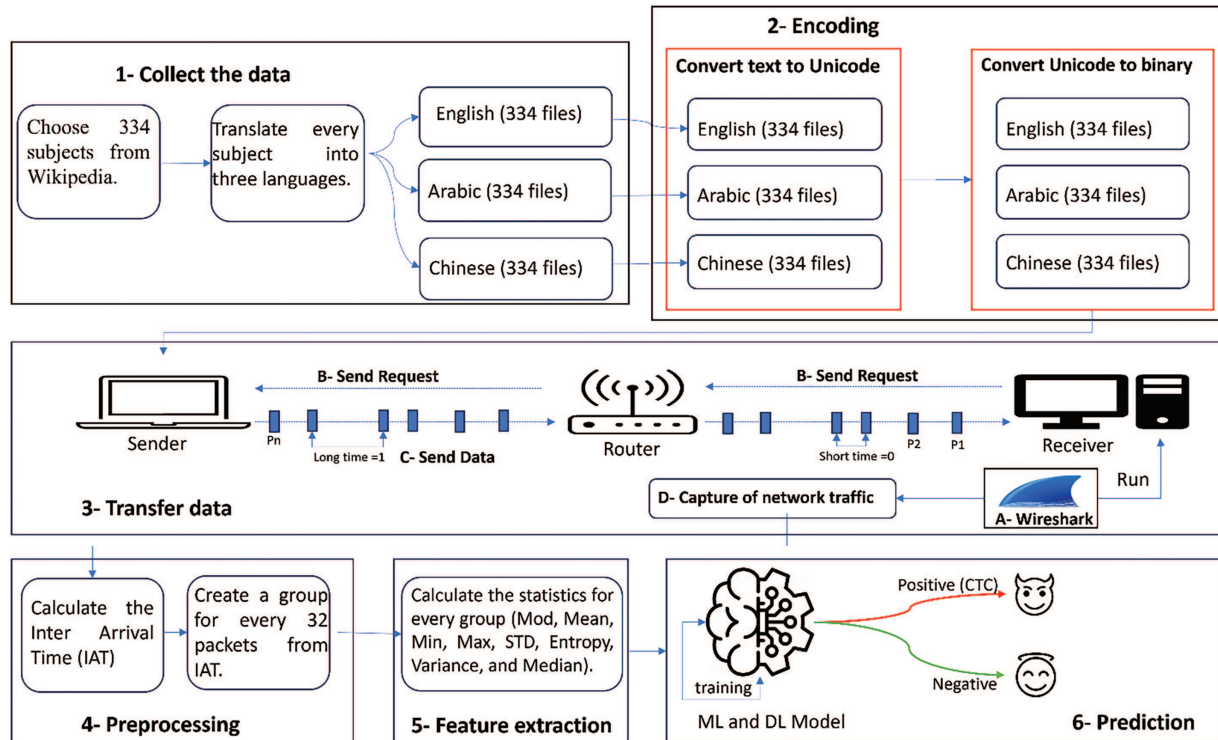 1- Collect the data
Choose 334
subjects from
Wikipedia.
Translate every
subject into
three languages.
English (334 files)
Arabic (334 files)
Chinese (334 files)
2- Encoding
Convert text to Unicode
English (334 files)
Arabic (334 files)
Chinese (334 files)
Convert Unicode to binary
English (334 files)
Arabic (334 files)
Chinese (334 files)
B- Send Request
B- Send Request
Sender
Pn
Long time =1
C- Send Data
Router
Short time=0
P2
P1
Receiver
3- Transfer data
D- Capture of network traffic
A- Wireshark
Run
Calculate the
Inter Arrival
Time (IAT)
Create a group
for every 32
packets from
IAT.
4- Preprocessing
Calculate the statistics for
every group (Mod, Mean,
Min, Max, STD, Entropy,
Variance, and Median).
5- Feature extraction
training
ML and DL Model
Positive (CTC)
Negative
6- Prediction